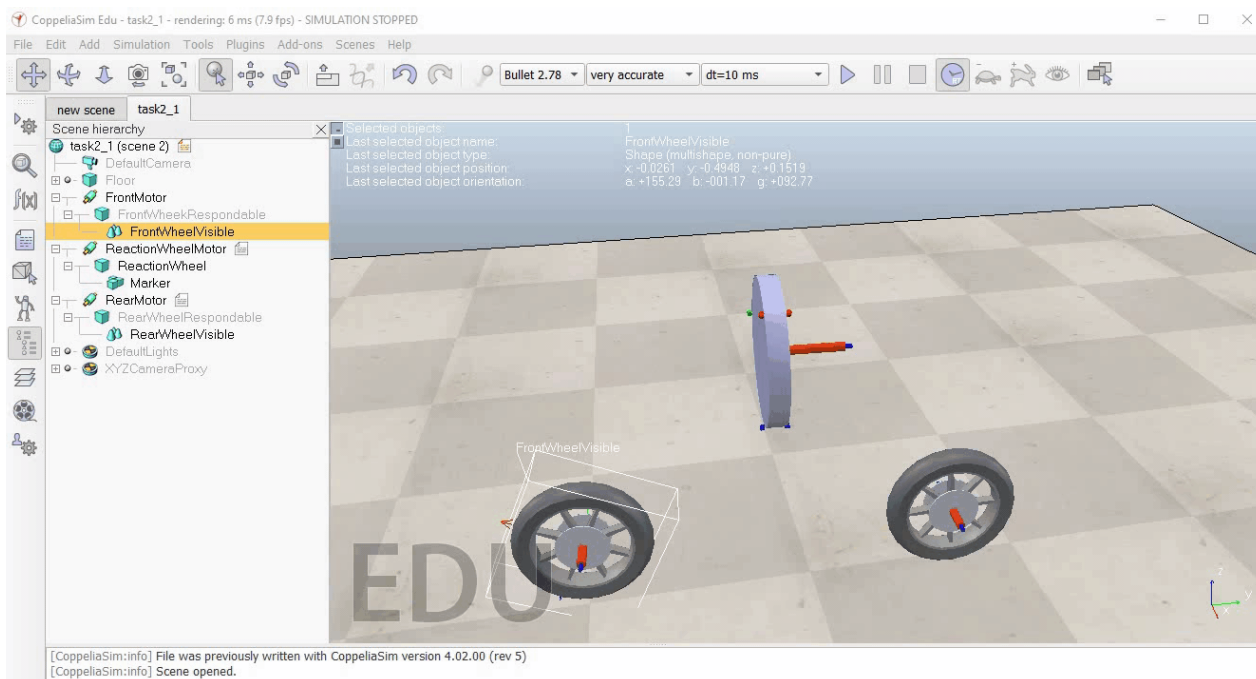 CoppeliaSim Edu - task2_1 - rendering: 6 ms (7.9 fps) - SIMULATION STOPPED
File Edit Add Simulation Tools Plugins Add-ons Scenes Help
Bullet 2.78 very accurate dt=10 ms
new scene task2_1
Scene hierarchy
task2_1 (scene 2)
DefaultCamera
Floor
FrontMotor
FrontWheekRespondable
FrontWheelVisible
ReactionWheelMotor
ReactionWheel
Marker
RearMotor
RearWheelRespondable
RearWheelVisible
DefaultLights
XYZCameraProxy
f(x)
Selected objects: 1
Last selected object name: FrontWheelVisible
Last selected object type: Shape (multishape, non-pure)
Last selected object position: x: -0.0261 y: -0.4948 z: +0.1519
Last selected object orientation: a: +155.29 b: -001.17 g: +092.77
FrontWheelVisible
EDU
z
y
x
[CoppeliaSim:info] File was previously written with CoppeliaSim version 4.02.00 (rev 5)
[CoppeliaSim:info] Scene opened.